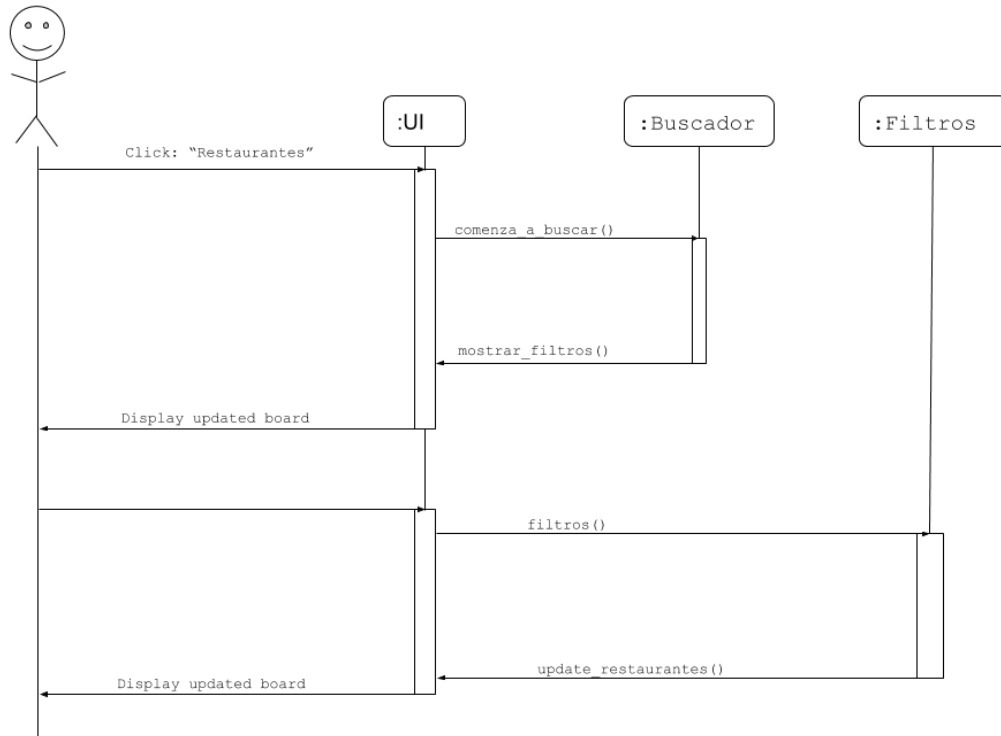 :UI
:Buscador
:Filtros
Click: “Restaurantes”
comenza_a_buscar()
mostrar_filtros()
Display updated board
filtros()
update_restaurantes()
Display updated board